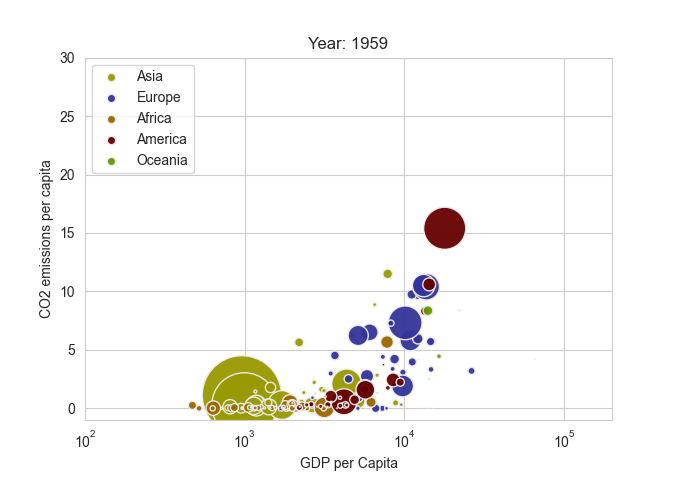 Year: 1959
CO2 emissions per capita
30
25
20
15
10
5
0
Asia
Europe
Africa
America
Oceania
10²
10³
10⁴
10⁵
GDP per Capita